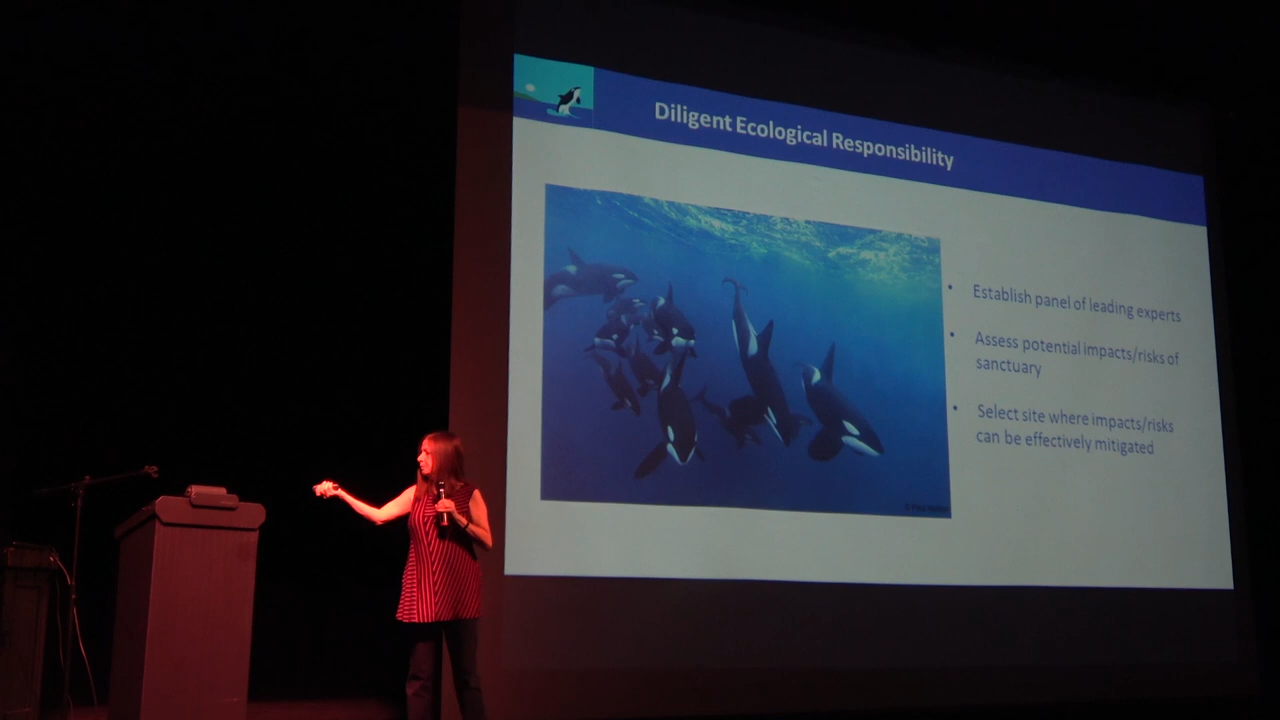 Diligent Ecological Responsibility
• Establish panel of leading experts
• Assess potential impacts/risks of
sanctuary
• Select site where impacts/risks
can be effectively mitigated